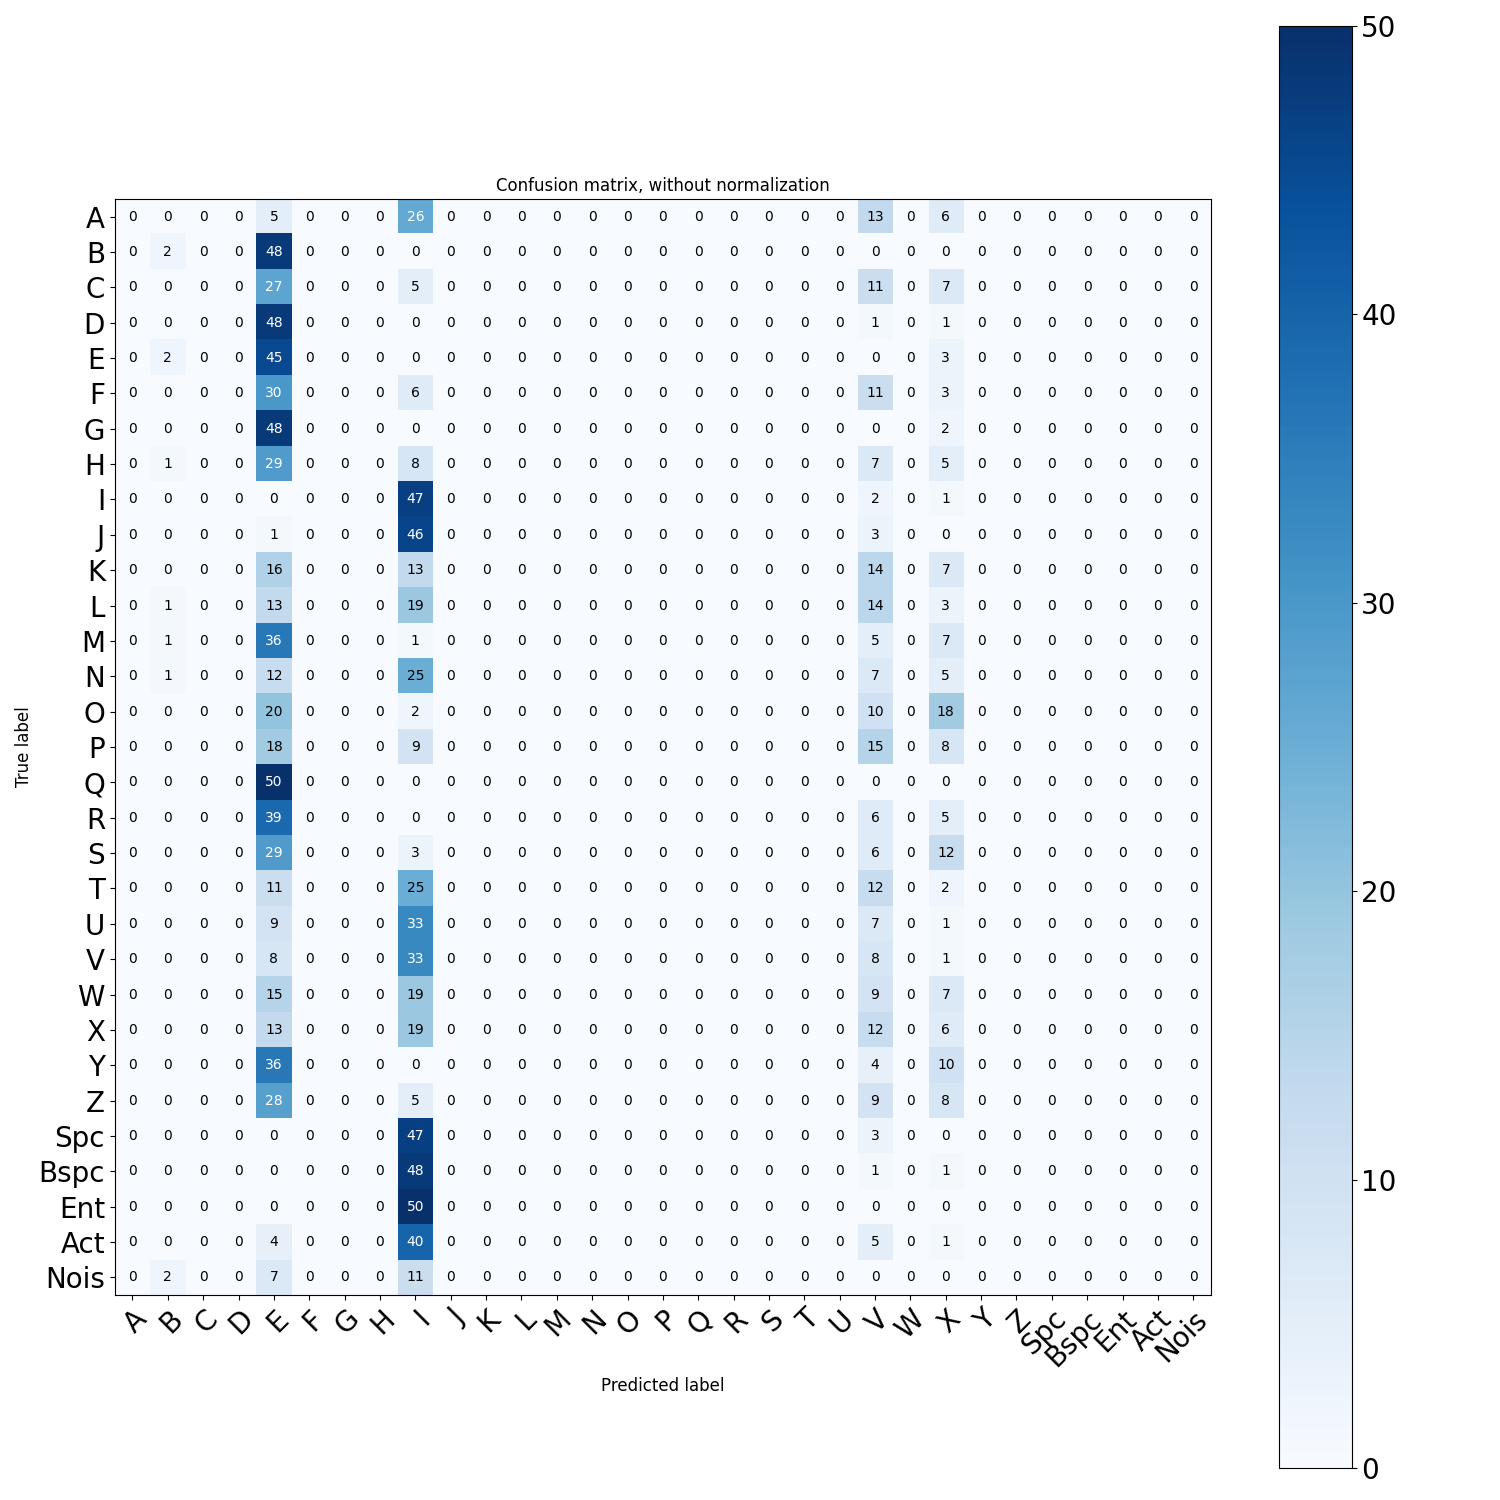 Confusion matrix, without normalization
A 0 0 0 0 5 0 0 0 26 0 0 0 0 0 0 0 0 0 0 0 0 13 0 6 0 0 0 0 0 0 0
B 0 2 0 0 48 0 0 0 0 0 0 0 0 0 0 0 0 0 0 0 0 0 0 0 0 0 0 0 0 0 0
C 0 0 0 0 27 0 0 0 5 0 0 0 0 0 0 0 0 0 0 0 0 11 0 7 0 0 0 0 0 0 0
D 0 0 0 0 48 0 0 0 0 0 0 0 0 0 0 0 0 0 0 0 0 1 0 1 0 0 0 0 0 0 0
E 0 2 0 0 45 0 0 0 0 0 0 0 0 0 0 0 0 0 0 0 0 0 0 3 0 0 0 0 0 0 0
F 0 0 0 0 30 0 0 0 6 0 0 0 0 0 0 0 0 0 0 0 0 11 0 3 0 0 0 0 0 0 0
G 0 0 0 0 48 0 0 0 0 0 0 0 0 0 0 0 0 0 0 0 0 0 0 2 0 0 0 0 0 0 0
H 0 1 0 0 29 0 0 0 8 0 0 0 0 0 0 0 0 0 0 0 0 7 0 5 0 0 0 0 0 0 0
I 0 0 0 0 0 0 0 0 47 0 0 0 0 0 0 0 0 0 0 0 0 2 0 1 0 0 0 0 0 0 0
J 0 0 0 0 1 0 0 0 46 0 0 0 0 0 0 0 0 0 0 0 0 3 0 0 0 0 0 0 0 0 0
K 0 0 0 0 16 0 0 0 13 0 0 0 0 0 0 0 0 0 0 0 0 14 0 7 0 0 0 0 0 0 0
L 0 1 0 0 13 0 0 0 19 0 0 0 0 0 0 0 0 0 0 0 0 14 0 3 0 0 0 0 0 0 0
M 0 1 0 0 36 0 0 0 1 0 0 0 0 0 0 0 0 0 0 0 0 5 0 7 0 0 0 0 0 0 0
N 0 1 0 0 12 0 0 0 25 0 0 0 0 0 0 0 0 0 0 0 0 7 0 5 0 0 0 0 0 0 0
O 0 0 0 0 20 0 0 0 2 0 0 0 0 0 0 0 0 0 0 0 0 10 0 18 0 0 0 0 0 0 0
P 0 0 0 0 18 0 0 0 9 0 0 0 0 0 0 0 0 0 0 0 0 15 0 8 0 0 0 0 0 0 0
Q 0 0 0 0 50 0 0 0 0 0 0 0 0 0 0 0 0 0 0 0 0 0 0 0 0 0 0 0 0 0 0
R 0 0 0 0 39 0 0 0 0 0 0 0 0 0 0 0 0 0 0 0 0 6 0 5 0 0 0 0 0 0 0
S 0 0 0 0 29 0 0 0 3 0 0 0 0 0 0 0 0 0 0 0 0 6 0 12 0 0 0 0 0 0 0
T 0 0 0 0 11 0 0 0 25 0 0 0 0 0 0 0 0 0 0 0 0 12 0 2 0 0 0 0 0 0 0
U 0 0 0 0 9 0 0 0 33 0 0 0 0 0 0 0 0 0 0 0 0 7 0 1 0 0 0 0 0 0 0
V 0 0 0 0 8 0 0 0 33 0 0 0 0 0 0 0 0 0 0 0 0 8 0 1 0 0 0 0 0 0 0
W 0 0 0 0 15 0 0 0 19 0 0 0 0 0 0 0 0 0 0 0 0 9 0 7 0 0 0 0 0 0 0
X 0 0 0 0 13 0 0 0 19 0 0 0 0 0 0 0 0 0 0 0 0 12 0 6 0 0 0 0 0 0 0
Y 0 0 0 0 36 0 0 0 0 0 0 0 0 0 0 0 0 0 0 0 0 4 0 10 0 0 0 0 0 0 0
Z 0 0 0 0 28 0 0 0 5 0 0 0 0 0 0 0 0 0 0 0 0 9 0 8 0 0 0 0 0 0 0
Spc 0 0 0 0 0 0 0 0 47 0 0 0 0 0 0 0 0 0 0 0 0 3 0 0 0 0 0 0 0 0 0
Bspc 0 0 0 0 0 0 0 0 48 0 0 0 0 0 0 0 0 0 0 0 0 1 0 1 0 0 0 0 0 0 0
Ent 0 0 0 0 0 0 0 0 50 0 0 0 0 0 0 0 0 0 0 0 0 0 0 0 0 0 0 0 0 0 0
Act 0 0 0 0 4 0 0 0 40 0 0 0 0 0 0 0 0 0 0 0 0 5 0 1 0 0 0 0 0 0 0
Nois 0 2 0 0 7 0 0 0 11 0 0 0 0 0 0 0 0 0 0 0 0 0 0 0 0 0 0 0 0 0 0
A B C D E F G H I J K L M N O P Q R S T U V W X Y Z Spc Bspc Ent Act Nois
Predicted label
True label
50
40
30
20
10
0